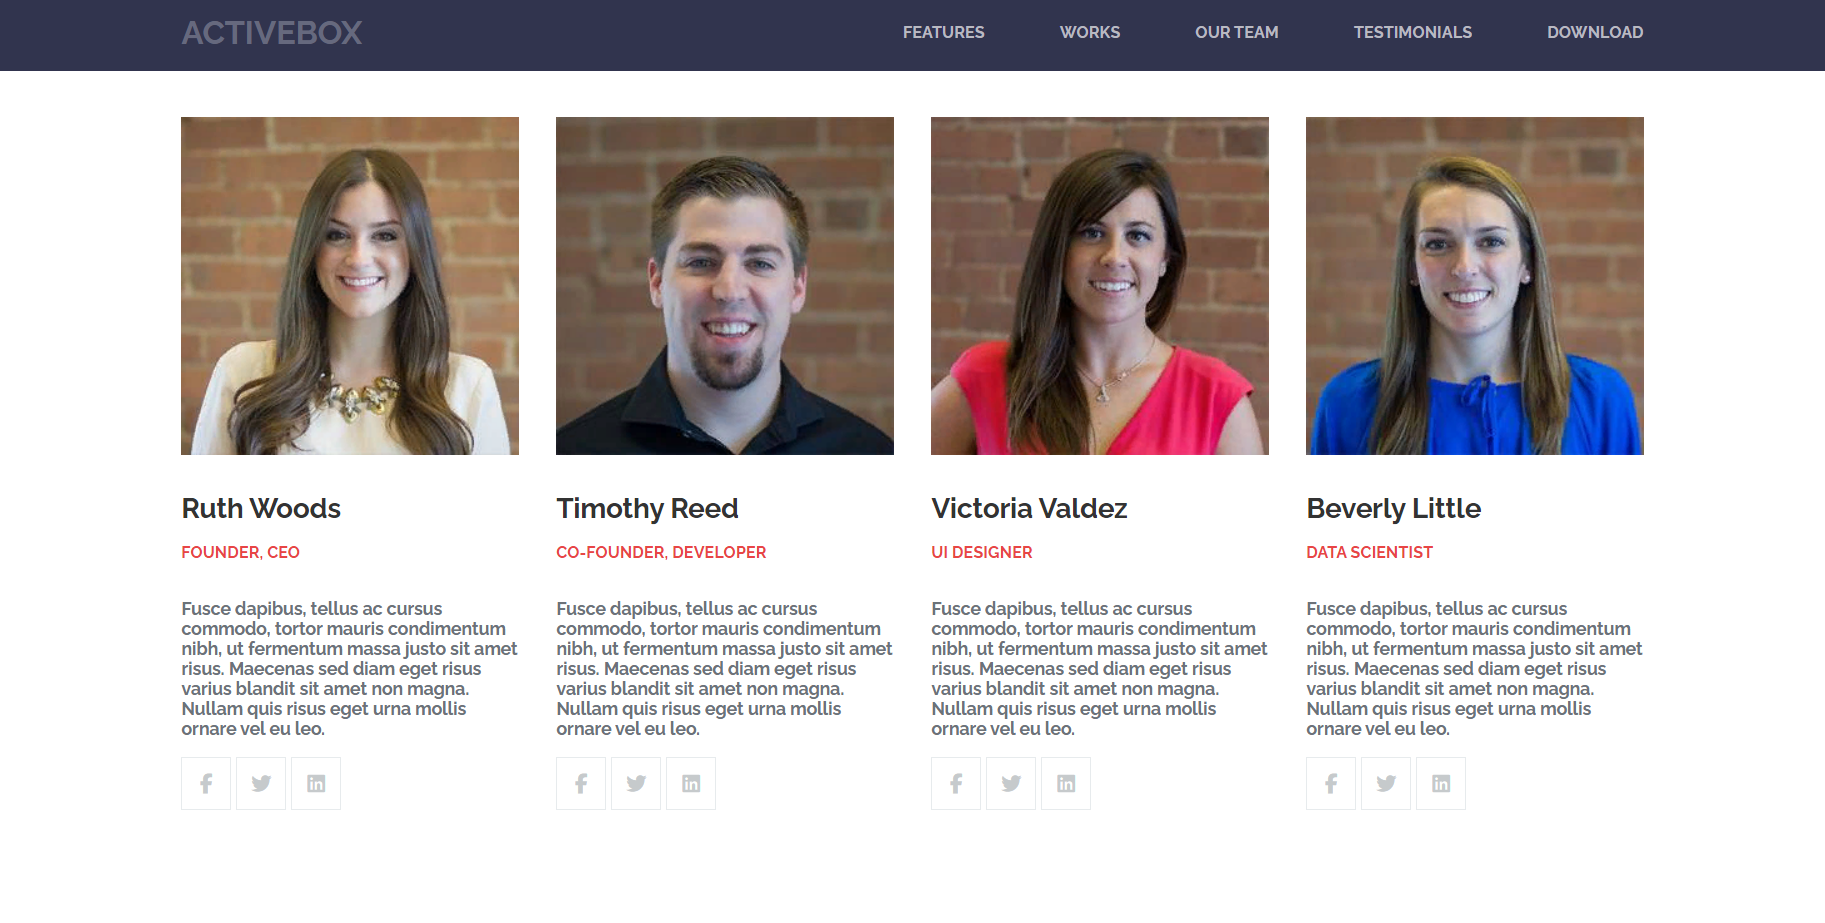 ACTIVEBOX
FEATURES
WORKS
OUR TEAM
TESTIMONIALS
DOWNLOAD
Ruth Woods
FOUNDER, CEO
Fusce dapibus, tellus ac cursus
commodo, tortor mauris condimentum
nibh, ut fermentum massa justo sit amet
risus. Maecenas sed diam eget risus
varius blandit sit amet non magna.
Nullam quis risus eget urna mollis
ornare vel eu leo.
Timothy Reed
CO-FOUNDER, DEVELOPER
Fusce dapibus, tellus ac cursus
commodo, tortor mauris condimentum
nibh, ut fermentum massa justo sit amet
risus. Maecenas sed diam eget risus
varius blandit sit amet non magna.
Nullam quis risus eget urna mollis
ornare vel eu leo.
Victoria Valdez
UI DESIGNER
Fusce dapibus, tellus ac cursus
commodo, tortor mauris condimentum
nibh, ut fermentum massa justo sit amet
risus. Maecenas sed diam eget risus
varius blandit sit amet non magna.
Nullam quis risus eget urna mollis
ornare vel eu leo.
Beverly Little
DATA SCIENTIST
Fusce dapibus, tellus ac cursus
commodo, tortor mauris condimentum
nibh, ut fermentum massa justo sit amet
risus. Maecenas sed diam eget risus
varius blandit sit amet non magna.
Nullam quis risus eget urna mollis
ornare vel eu leo.